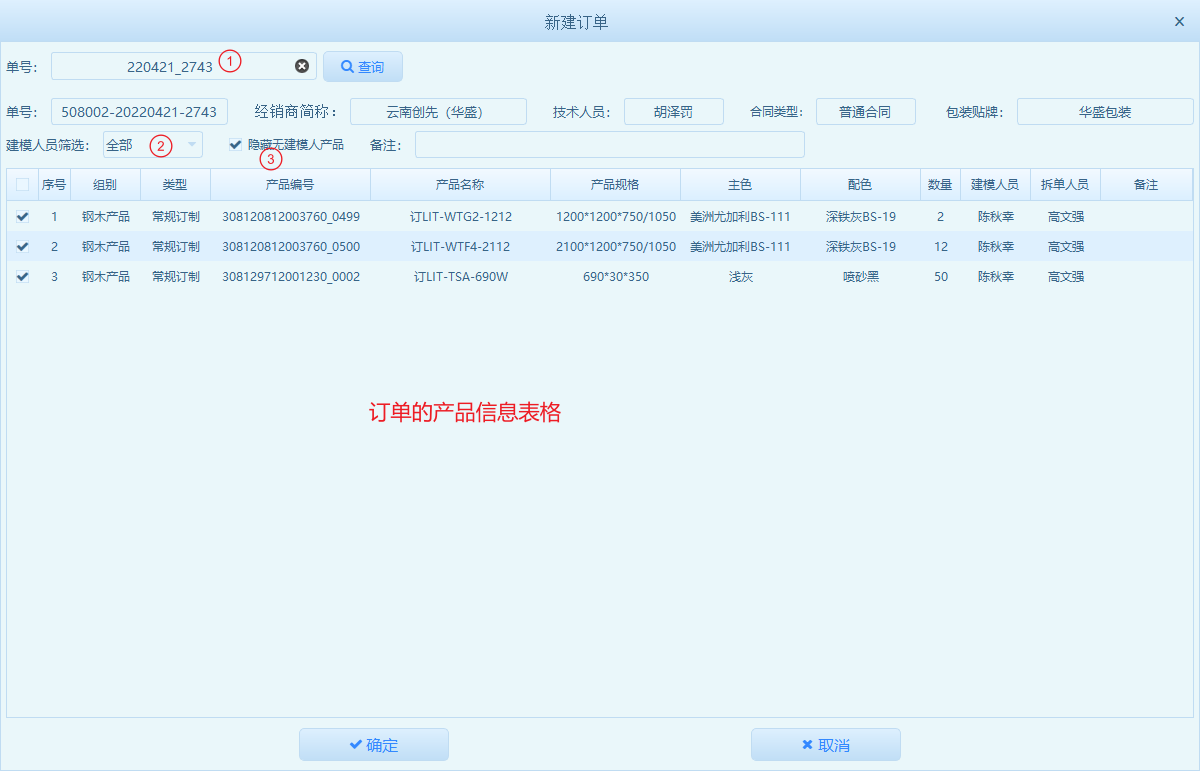 新建订单
单号： 220421_2743 ① 查询
单号： 508002-20220421-2743 经销商简称： 云南创先（华盛） 技术人员： 胡泽罚 合同类型： 普通合同 包装贴牌： 华盛包装
建模人员筛选： 全部 ② 隐藏无建模人产品 备注：
③
序号 组别 类型 产品编号 产品名称 产品规格 主色 配色 数量 建模人员 拆单人员 备注
1 钢木产品 常规订制 308120812003760_0499 订LIT-WTG2-1212 1200*1200*750/1050 美洲尤加利BS-111 深铁灰BS-19 2 陈秋幸 高文强
2 钢木产品 常规订制 308120812003760_0500 订LIT-WTF4-2112 2100*1200*750/1050 美洲尤加利BS-111 深铁灰BS-19 12 陈秋幸 高文强
3 钢木产品 常规订制 308129712001230_0002 订LIT-TSA-690W 690*30*350 浅灰 喷砂黑 50 陈秋幸 高文强
订单的产品信息表格
确定 取消